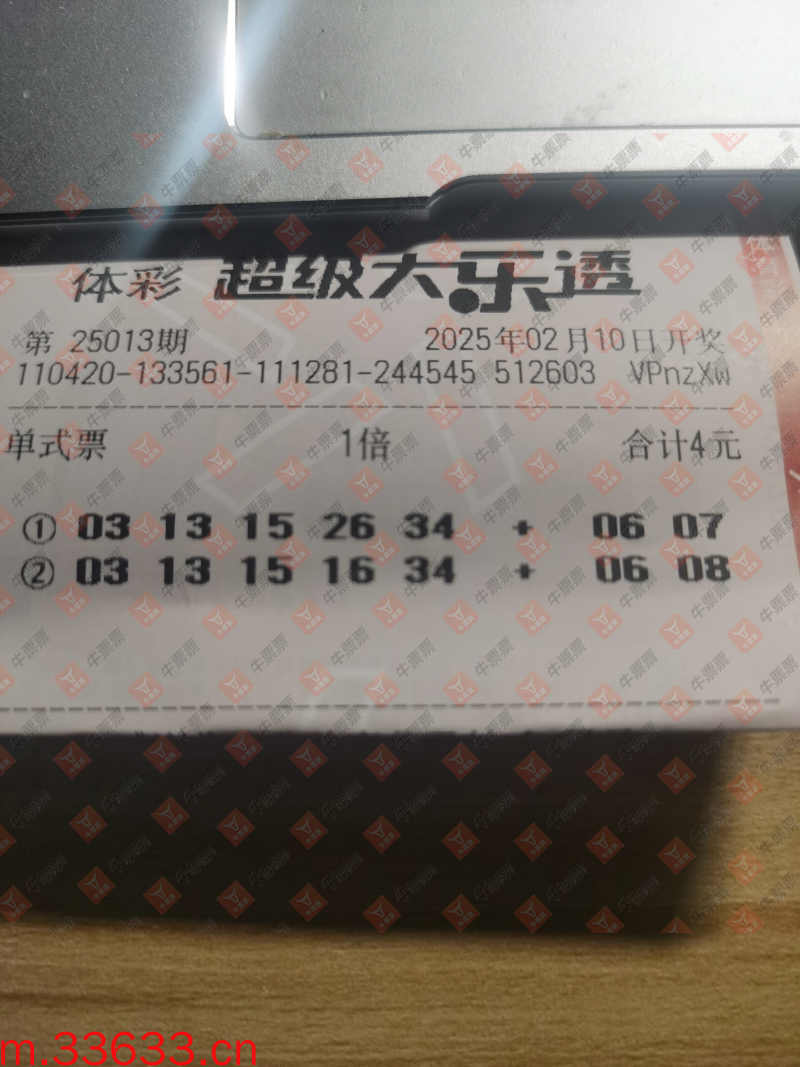 体彩 超级大乐透
第 25013期 2025年02月10日开奖
110420-133561-111281-244545 512603 VPnzXw
单式票 1倍 合计4元
① 03 13 15 26 34 + 06 07
② 03 13 15 16 34 + 06 08
牛票票
m.33633.cn